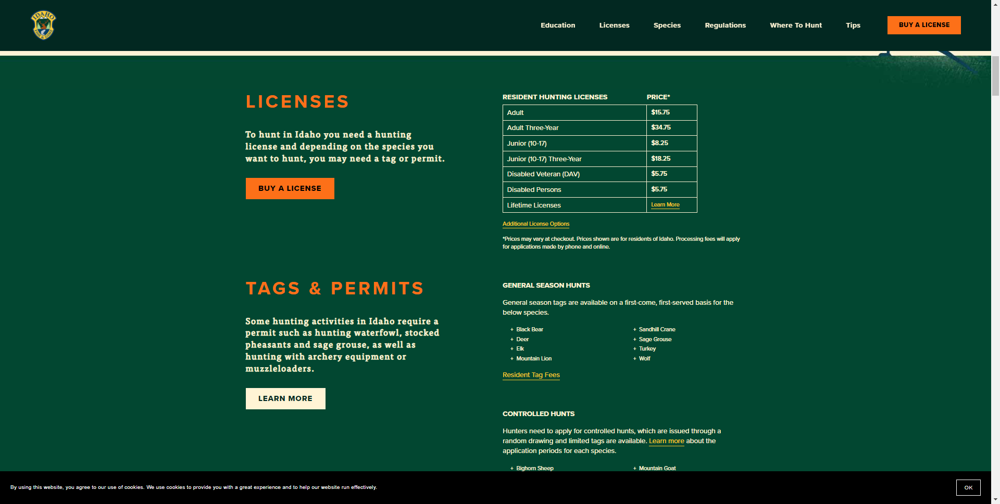 IDAHO
FISH & GAME
Education
Licenses
Species
Regulations
Where To Hunt
Tips
BUY A LICENSE
LICENSES
To hunt in Idaho you need a hunting
license and depending on the species you
want to hunt, you may need a tag or permit.
BUY A LICENSE
RESIDENT HUNTING LICENSES PRICE*
Adult $15.75
Adult Three-Year $34.75
Junior (10-17) $8.25
Junior (10-17) Three-Year $18.25
Disabled Veteran (DAV) $5.75
Disabled Persons $5.75
Lifetime Licenses Learn More
Additional License Options
*Prices may vary at checkout. Prices shown are for residents of Idaho. Processing fees will apply
for applications made by phone and online.
TAGS & PERMITS
Some hunting activities in Idaho require a
permit such as hunting waterfowl, stocked
pheasants and sage grouse, as well as
hunting with archery equipment or
muzzleloaders.
LEARN MORE
GENERAL SEASON HUNTS
General season tags are available on a first-come, first-served basis for the
below species.
+ Black Bear
+ Deer
+ Elk
+ Mountain Lion
+ Sandhill Crane
+ Sage Grouse
+ Turkey
+ Wolf
Resident Tag Fees
CONTROLLED HUNTS
Hunters need to apply for controlled hunts, which are issued through a
random drawing and limited tags are available. Learn more about the
application periods for each species.
+ Bighorn Sheep
+ Mountain Goat
By using this website, you agree to our use of cookies. We use cookies to provide you with a great experience and to help our website run effectively.
OK